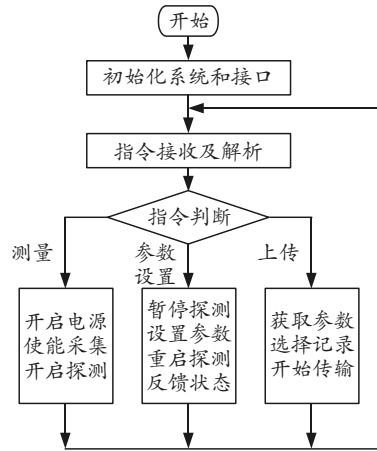 开始
初始化系统和接口
指令接收及解析
指令判断
测量
参数
设置
上传
开启电源
使能采集
开启探测
暂停探测
设置参数
重启探测
反馈状态
获取参数
选择记录
开始传输